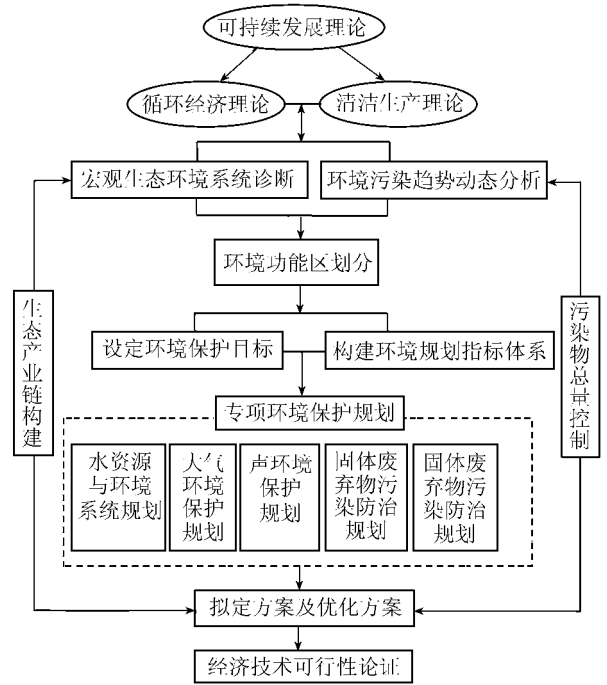 可持续发展理论
循环经济理论
清洁生产理论
宏观生态环境系统诊断
环境污染趋势动态分析
环境功能区划分
生态产业链构建
污染物总量控制
设定环境保护目标
构建环境规划指标体系
专项环境保护规划
水资源
与环境
系统规划
大气
环境
保护
规划
声环境
保护
规划
固体废
弃物污
染防治
规划
固体废
弃物污
染防治
规划
拟定方案及优化方案
经济技术可行性论证